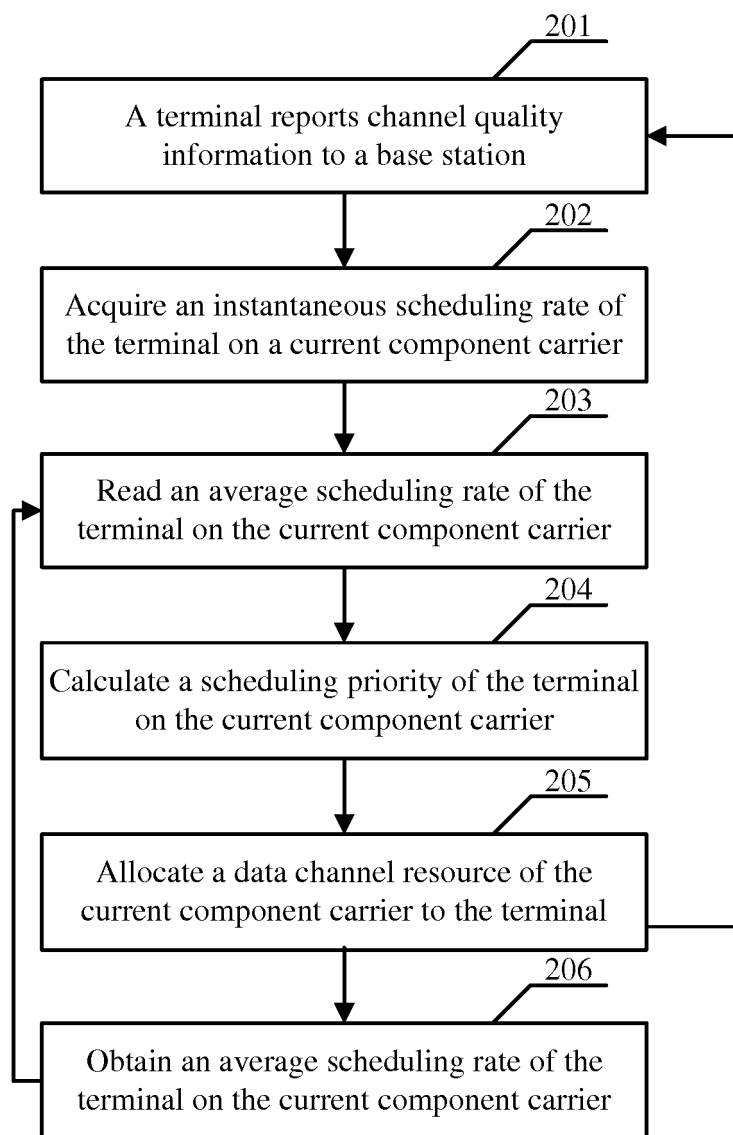 201
A terminal reports channel quality
information to a base station
202
Acquire an instantaneous scheduling rate of
the terminal on a current component carrier
203
Read an average scheduling rate of the
terminal on the current component carrier
204
Calculate a scheduling priority of the terminal
on the current component carrier
205
Allocate a data channel resource of the
current component carrier to the terminal
206
Obtain an average scheduling rate of the
terminal on the current component carrier